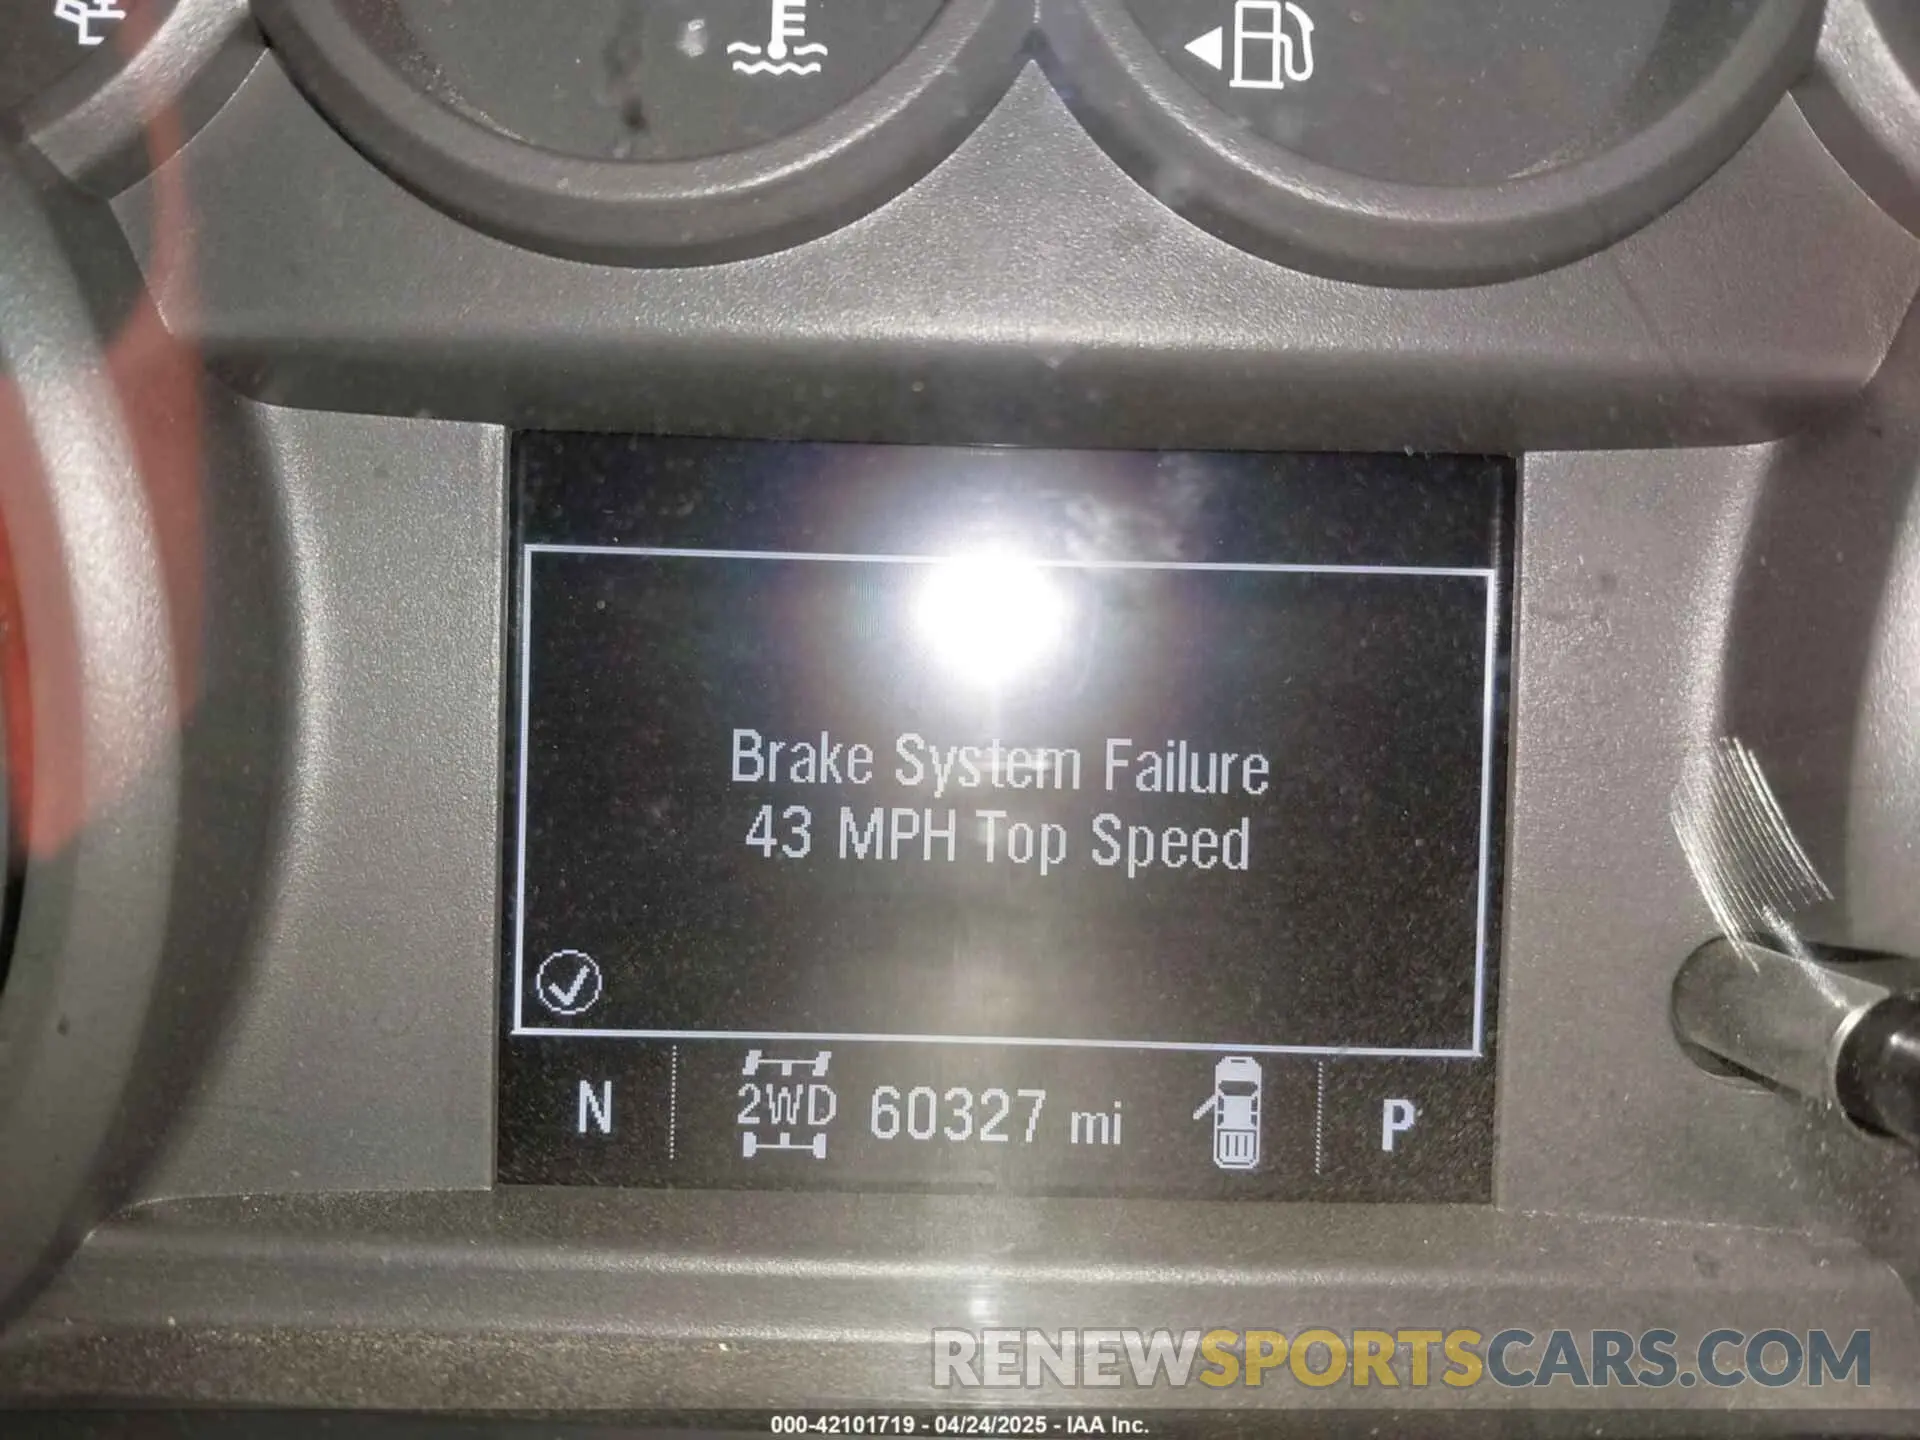 Brake System Failure
43 MPH Top Speed
N 2WD 60327 mi P
RENEWSPORTSCARS.COM
000-42101719 - 04/24/2025 - IAA Inc.